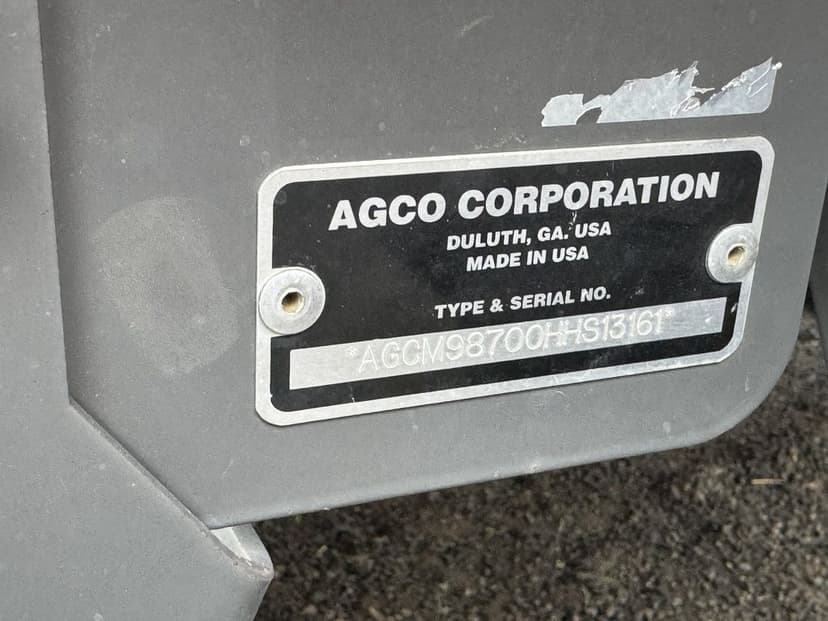 AGCO CORPORATION
DULUTH, GA. USA
MADE IN USA
TYPE & SERIAL NO.
*AGCM98700HHS13161*